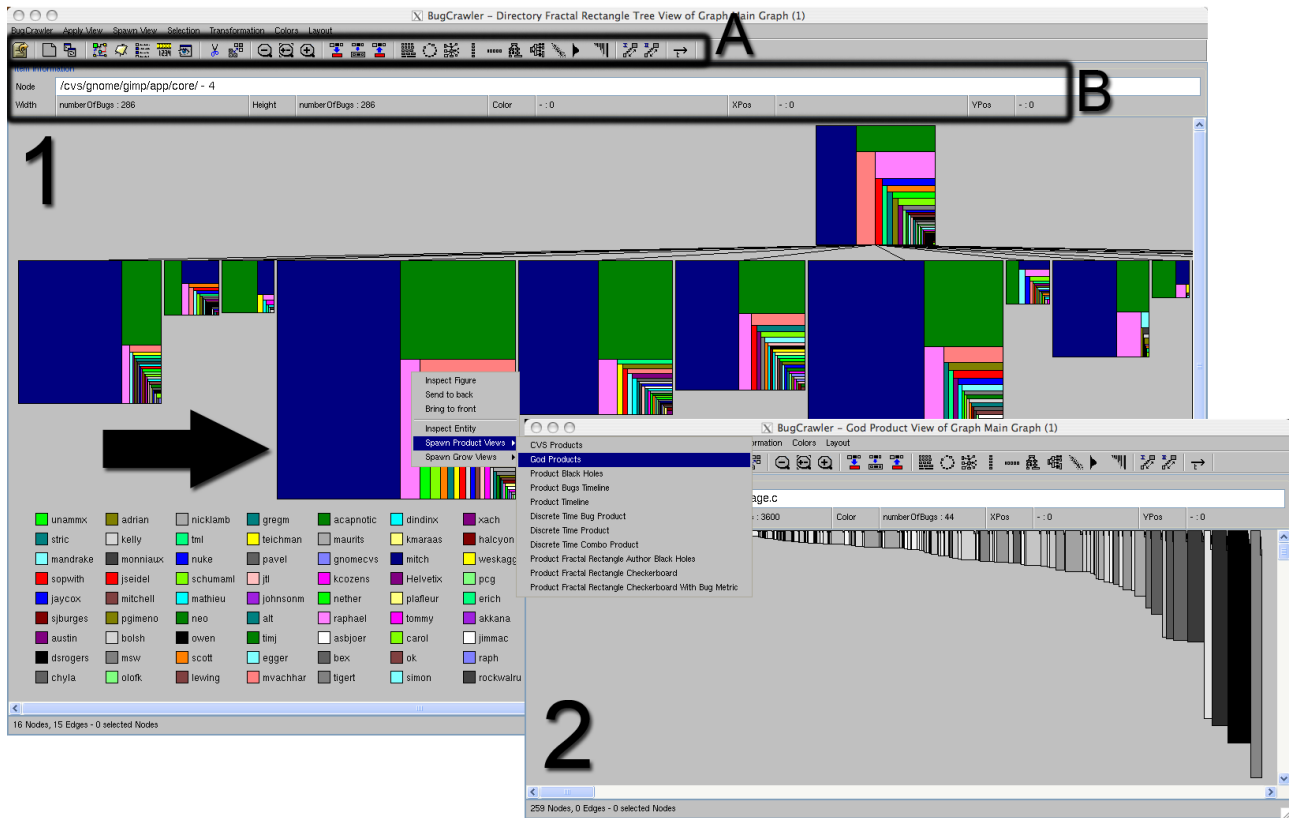 BugCrawler – Directory Fractal Rectangle Tree View of Graph Main Graph (1)
BugCrawler Apply View Spawn View Selection Transformation Colors Layout
A
Item Information
Node /cvs/gnome/gimp/app/core/ - 4
Width numberOfBugs : 286 Height numberOfBugs : 286 Color - : 0 XPos - : 0 YPos - : 0
B
1
Inspect Figure
Send to back
Bring to front
Inspect Entity
Spawn Product Views
Spawn Grow Views
BugCrawler – God Product View of Graph Main Graph (1)
Colors Layout
age.c
: 3600 Color numberOfBugs : 44 XPos - : 0 YPos - : 0
CVS Products
God Products
Product Black Holes
Product Bugs Timeline
Product Timeline
Discrete Time Bug Product
Discrete Time Product
Discrete Time Combo Product
Product Fractal Rectangle Author Black Holes
Product Fractal Rectangle Checkerboard
Product Fractal Rectangle Checkerboard With Bug Metric
unammx adrian nicklamb gregm acapnotic dindinx xach
stric kelly tml teichman maurits kmaraas halcyon
mandrake monniaux nuke pavel gnomecvs mitch weskagg
sopwith jseidel schumaml jtl kcozens Helvetix pcg
jaycox mitchell mathieu johnsonm nether plafleur erich
sjburges pgimeno neo alt raphael tommy akkana
austin bolsh owen timj asbjoer carol jimmac
dsrogers msw scott egger bex ok raph
chyla olofk lewing mvachhar tigert simon rockwalru
16 Nodes, 15 Edges - 0 selected Nodes
2
259 Nodes, 0 Edges - 0 selected Nodes